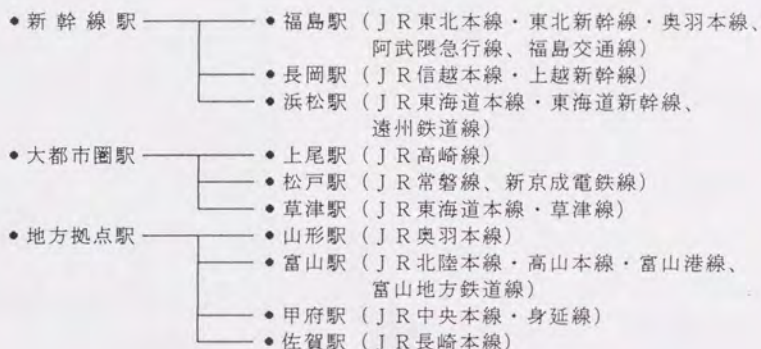 ●新幹線駅 ●福島駅（ＪＲ東北本線・東北新幹線・奥羽本線、
阿武隈急行線、福島交通線）
●長岡駅（ＪＲ信越本線・上越新幹線）
●浜松駅（ＪＲ東海道本線・東海道新幹線、
遠州鉄道線）
●大都市圏駅 ●上尾駅（ＪＲ高崎線）
●松戸駅（ＪＲ常磐線、新京成電鉄線）
●草津駅（ＪＲ東海道本線・草津線）
●地方拠点駅 ●山形駅（ＪＲ奥羽本線）
●富山駅（ＪＲ北陸本線・高山本線・富山港線、
富山地方鉄道線）
●甲府駅（ＪＲ中央本線・身延線）
●佐賀駅（ＪＲ長崎本線）